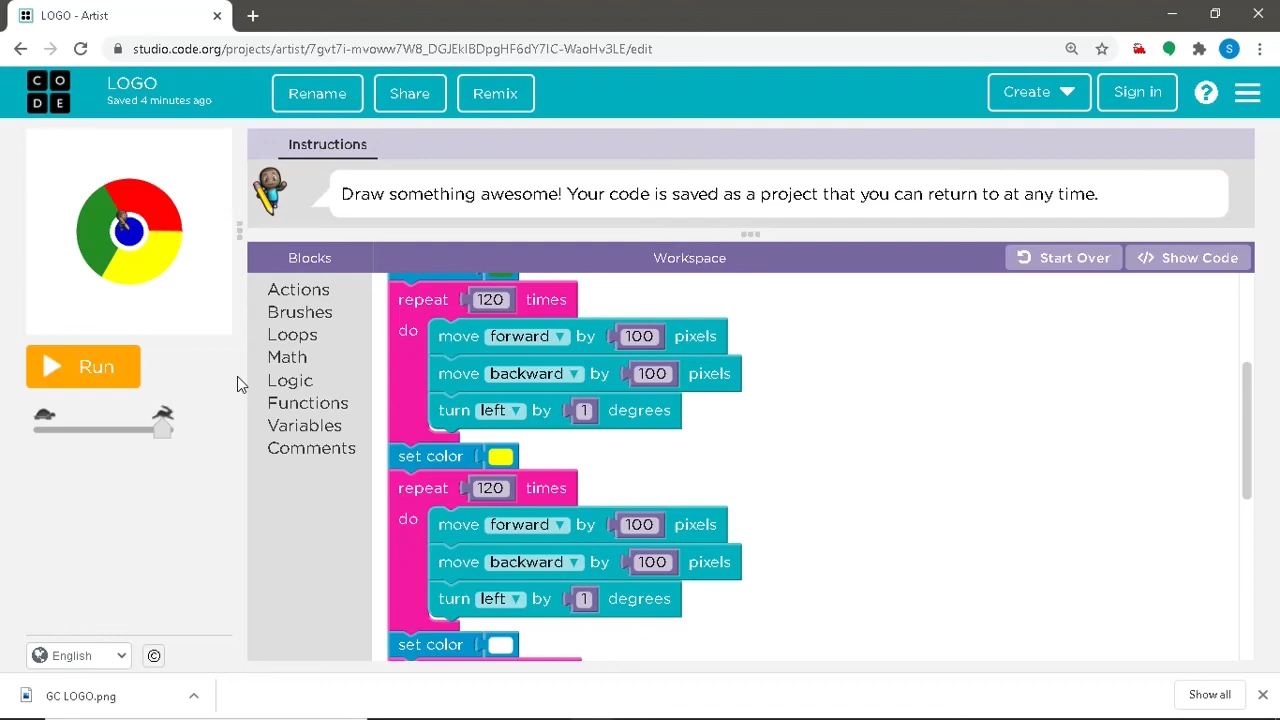 LOGO - Artist
studio.code.org/projects/artist/7gvt7i-mvoww7W8_DGJEkIBDpgHF6dY7IC-WaoHv3LE/edit
S
C O
D E
LOGO
Saved 4 minutes ago
Rename
Share
Remix
Create
Sign in
?
Instructions
Draw something awesome! Your code is saved as a project that you can return to at any time.
Blocks
Workspace
Start Over
</> Show Code
Actions
Brushes
Loops
Math
Logic
Functions
Variables
Comments
repeat 120 times
do move forward by 100 pixels
move backward by 100 pixels
turn left by 1 degrees
set color
repeat 120 times
do move forward by 100 pixels
move backward by 100 pixels
turn left by 1 degrees
set color
Run
English
©
GC LOGO.png
Show all